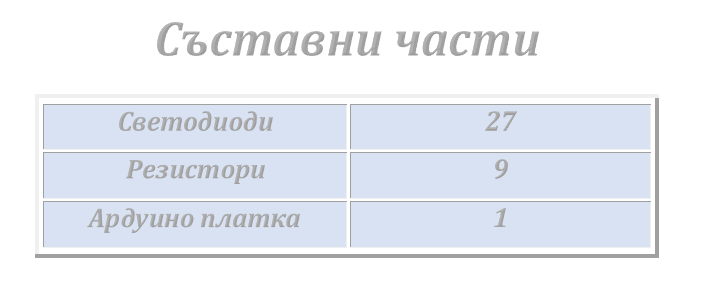 Съставни части
Светодиоди 27
Резистори 9
Ардуино платка 1